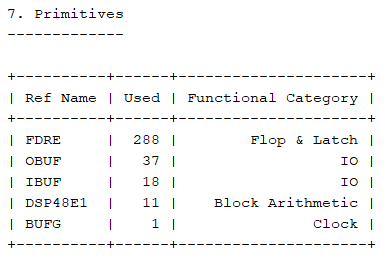 7. Primitives
-------------
+----------+------+---------------------+
| Ref Name | Used | Functional Category |
+----------+------+---------------------+
| FDRE     |  288 |        Flop & Latch |
| OBUF     |   37 |                  IO |
| IBUF     |   18 |                  IO |
| DSP48E1  |   11 |    Block Arithmetic |
| BUFG     |    1 |               Clock |
+----------+------+---------------------+